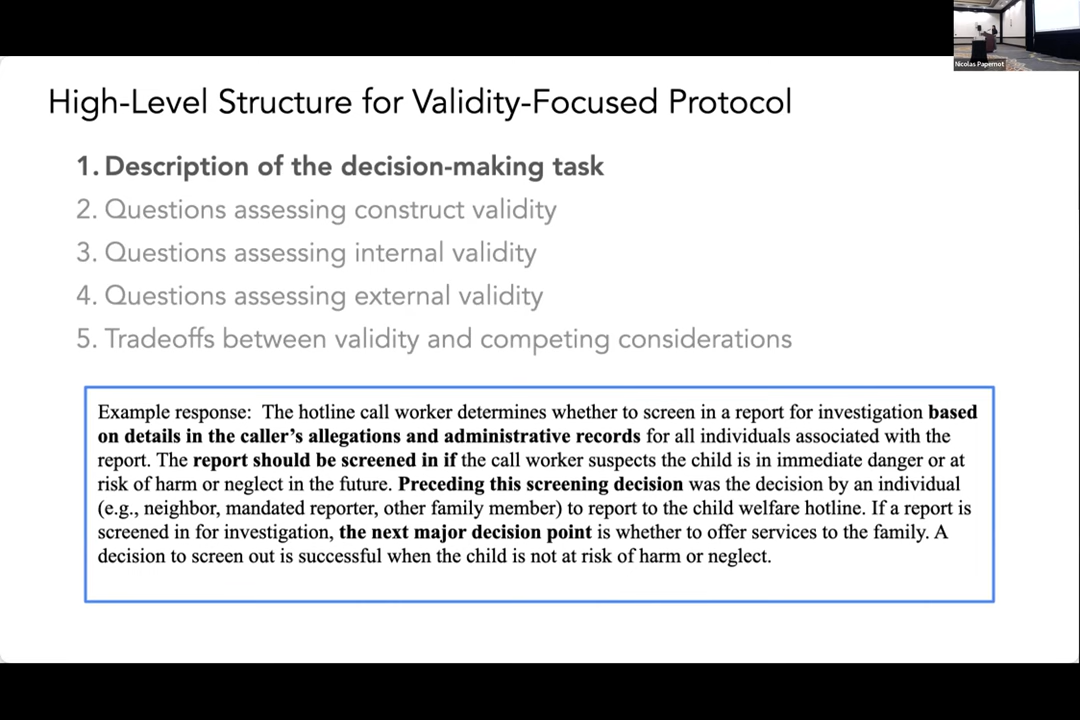 Nicolas Papernot
High-Level Structure for Validity-Focused Protocol
1. Description of the decision-making task
2. Questions assessing construct validity
3. Questions assessing internal validity
4. Questions assessing external validity
5. Tradeoffs between validity and competing considerations
Example response: The hotline call worker determines whether to screen in a report for investigation based
on details in the caller’s allegations and administrative records for all individuals associated with the
report. The report should be screened in if the call worker suspects the child is in immediate danger or at
risk of harm or neglect in the future. Preceding this screening decision was the decision by an individual
(e.g., neighbor, mandated reporter, other family member) to report to the child welfare hotline. If a report is
screened in for investigation, the next major decision point is whether to offer services to the family. A
decision to screen out is successful when the child is not at risk of harm or neglect.